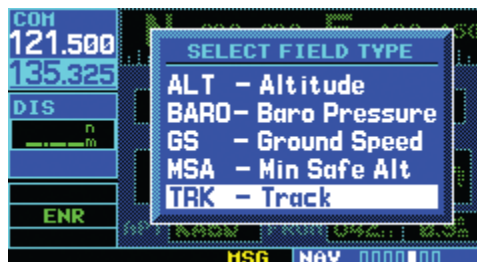 COM
121.500
135.325
DIS
_._ _ n m
ENR
SELECT FIELD TYPE
ALT – Altitude
BARO– Baro Pressure
GS – Ground Speed
MSA – Min Safe Alt
TRK – Track
MSG NAV